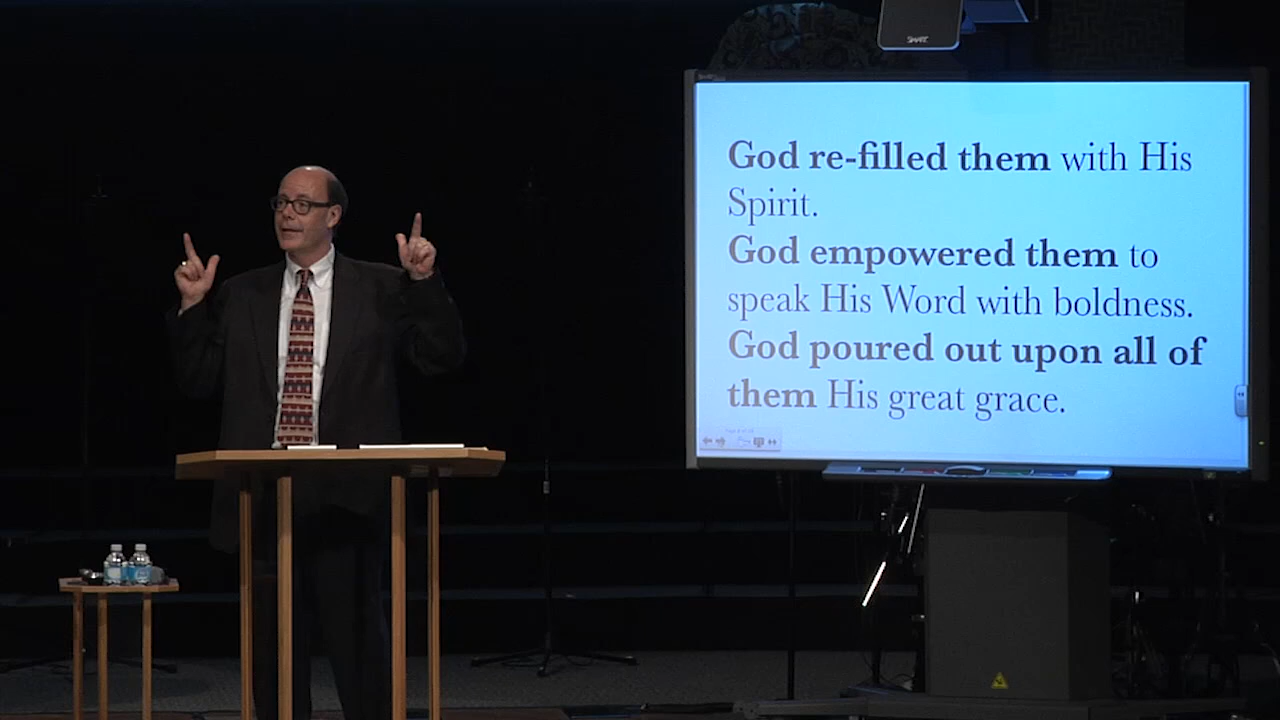 SMART
God re-filled them with His
Spirit.
God empowered them to
speak His Word with boldness.
God poured out upon all of
them His great grace.